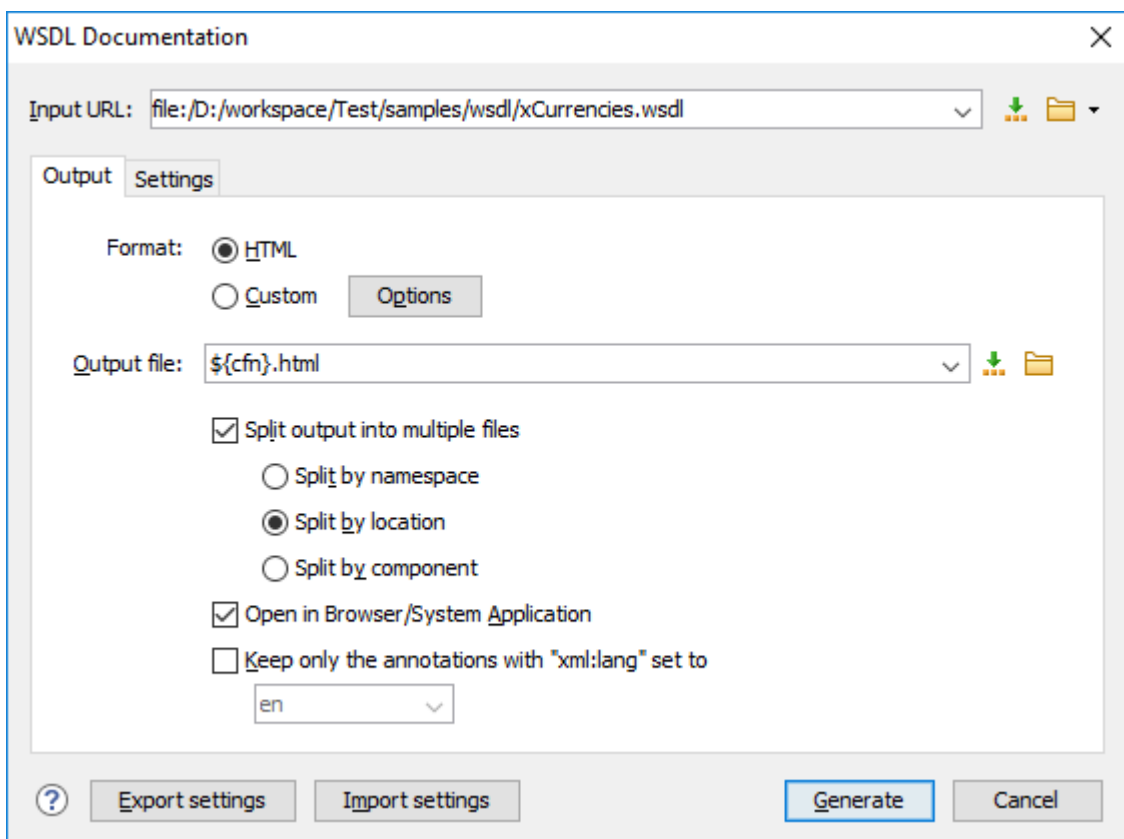 WSDL Documentation
Input URL: file:/D:/workspace/Test/samples/wsdl/xCurrencies.wsdl
Output Settings
Format: HTML
Custom Options
Output file: ${cfn}.html
Split output into multiple files
Split by namespace
Split by location
Split by component
Open in Browser/System Application
Keep only the annotations with "xml:lang" set to
en
? Export settings Import settings Generate Cancel